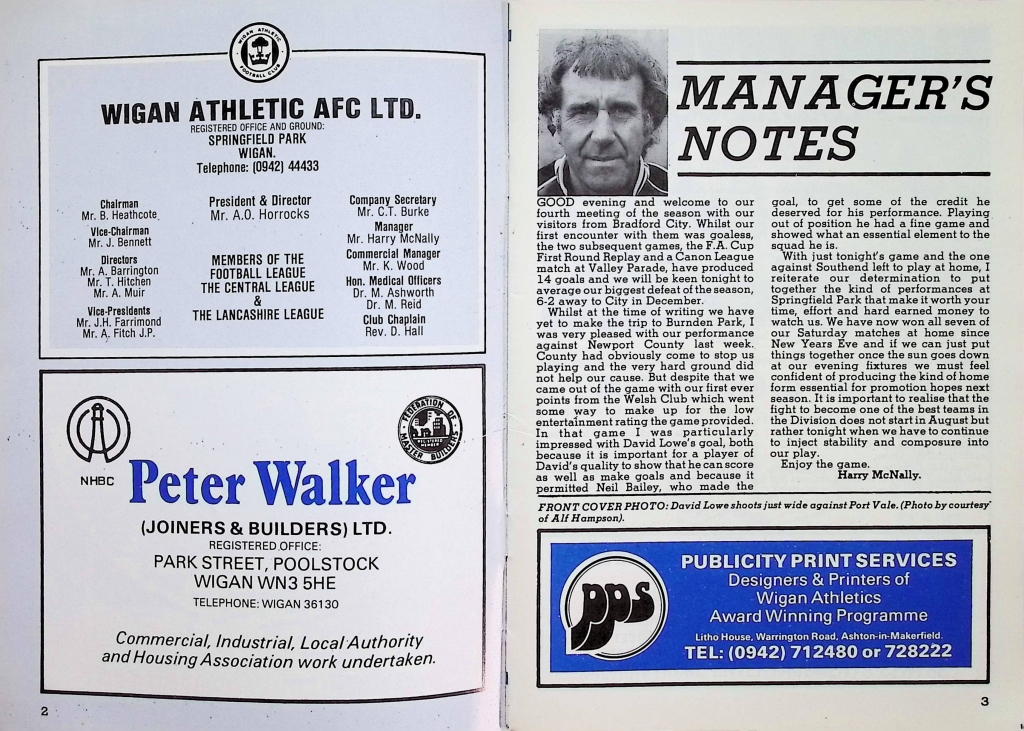 WIGAN ATHLETIC
FOOTBALL CLUB
WIGAN ATHLETIC AFC LTD.
REGISTERED OFFICE AND GROUND:
SPRINGFIELD PARK
WIGAN.
Telephone: (0942) 44433
Chairman
Mr. B. Heathcote
Vice-Chairman
Mr. J. Bennett
Directors
Mr. A. Barrington
Mr. T. Hitchen
Mr. A. Muir
Vice-Presidents
Mr. J.H. Farrimond
Mr. A. Fitch J.P.
President & Director
Mr. A.O. Horrocks
MEMBERS OF THE
FOOTBALL LEAGUE
THE CENTRAL LEAGUE
&
THE LANCASHIRE LEAGUE
Company Secretary
Mr. C.T. Burke
Manager
Mr. Harry McNally
Commercial Manager
Mr. K. Wood
Hon. Medical Officers
Dr. M. Ashworth
Dr. M. Reid
Club Chaplain
Rev. D. Hall
NHBC
FEDERATION OF
MASTER BUILDERS
Peter Walker
(JOINERS & BUILDERS) LTD.
REGISTERED OFFICE:
PARK STREET, POOLSTOCK
WIGAN WN3 5HE
TELEPHONE: WIGAN 36130
Commercial, Industrial, Local Authority
and Housing Association work undertaken.
2
MANAGER'S
NOTES
GOOD evening and welcome to our
fourth meeting of the season with our
visitors from Bradford City. Whilst our
first encounter with them was goaless,
the two subsequent games, the F.A. Cup
First Round Replay and a Canon League
match at Valley Parade, have produced
14 goals and we will be keen tonight to
average our biggest defeat of the season,
6-2 away to City in December.
Whilst at the time of writing we have
yet to make the trip to Burnden Park, I
was very pleased with our performance
against Newport County last week.
County had obviously come to stop us
playing and the very hard ground did
not help our cause. But despite that we
came out of the game with our first ever
points from the Welsh Club which went
some way to make up for the low
entertainment rating the game provided.
In that game I was particularly
impressed with David Lowe's goal, both
because it is important for a player of
David's quality to show that he can score
as well as make goals and because it
permitted Neil Bailey, who made the
goal, to get some of the credit he
deserved for his performance. Playing
out of position he had a fine game and
showed what an essential element to the
squad he is.
With just tonight's game and the one
against Southend left to play at home, I
reiterate our determination to put
together the kind of performances at
Springfield Park that make it worth your
time, effort and hard earned money to
watch us. We have now won all seven of
our Saturday matches at home since
New Years Eve and if we can just put
things together once the sun goes down
at our evening fixtures we must feel
confident of producing the kind of home
form essential for promotion hopes next
season. It is important to realise that the
fight to become one of the best teams in
the Division does not start in August but
rather tonight when we have to continue
to inject stability and composure into
our play.
Enjoy the game.
Harry McNally.
FRONT COVER PHOTO: David Lowe shoots just wide against Port Vale. (Photo by courtesy
of Alf Hampson).
pps
PUBLICITY PRINT SERVICES
Designers & Printers of
Wigan Athletics
Award Winning Programme
Litho House, Warrington Road, Ashton-in-Makerfield.
TEL: (0942) 712480 or 728222
3